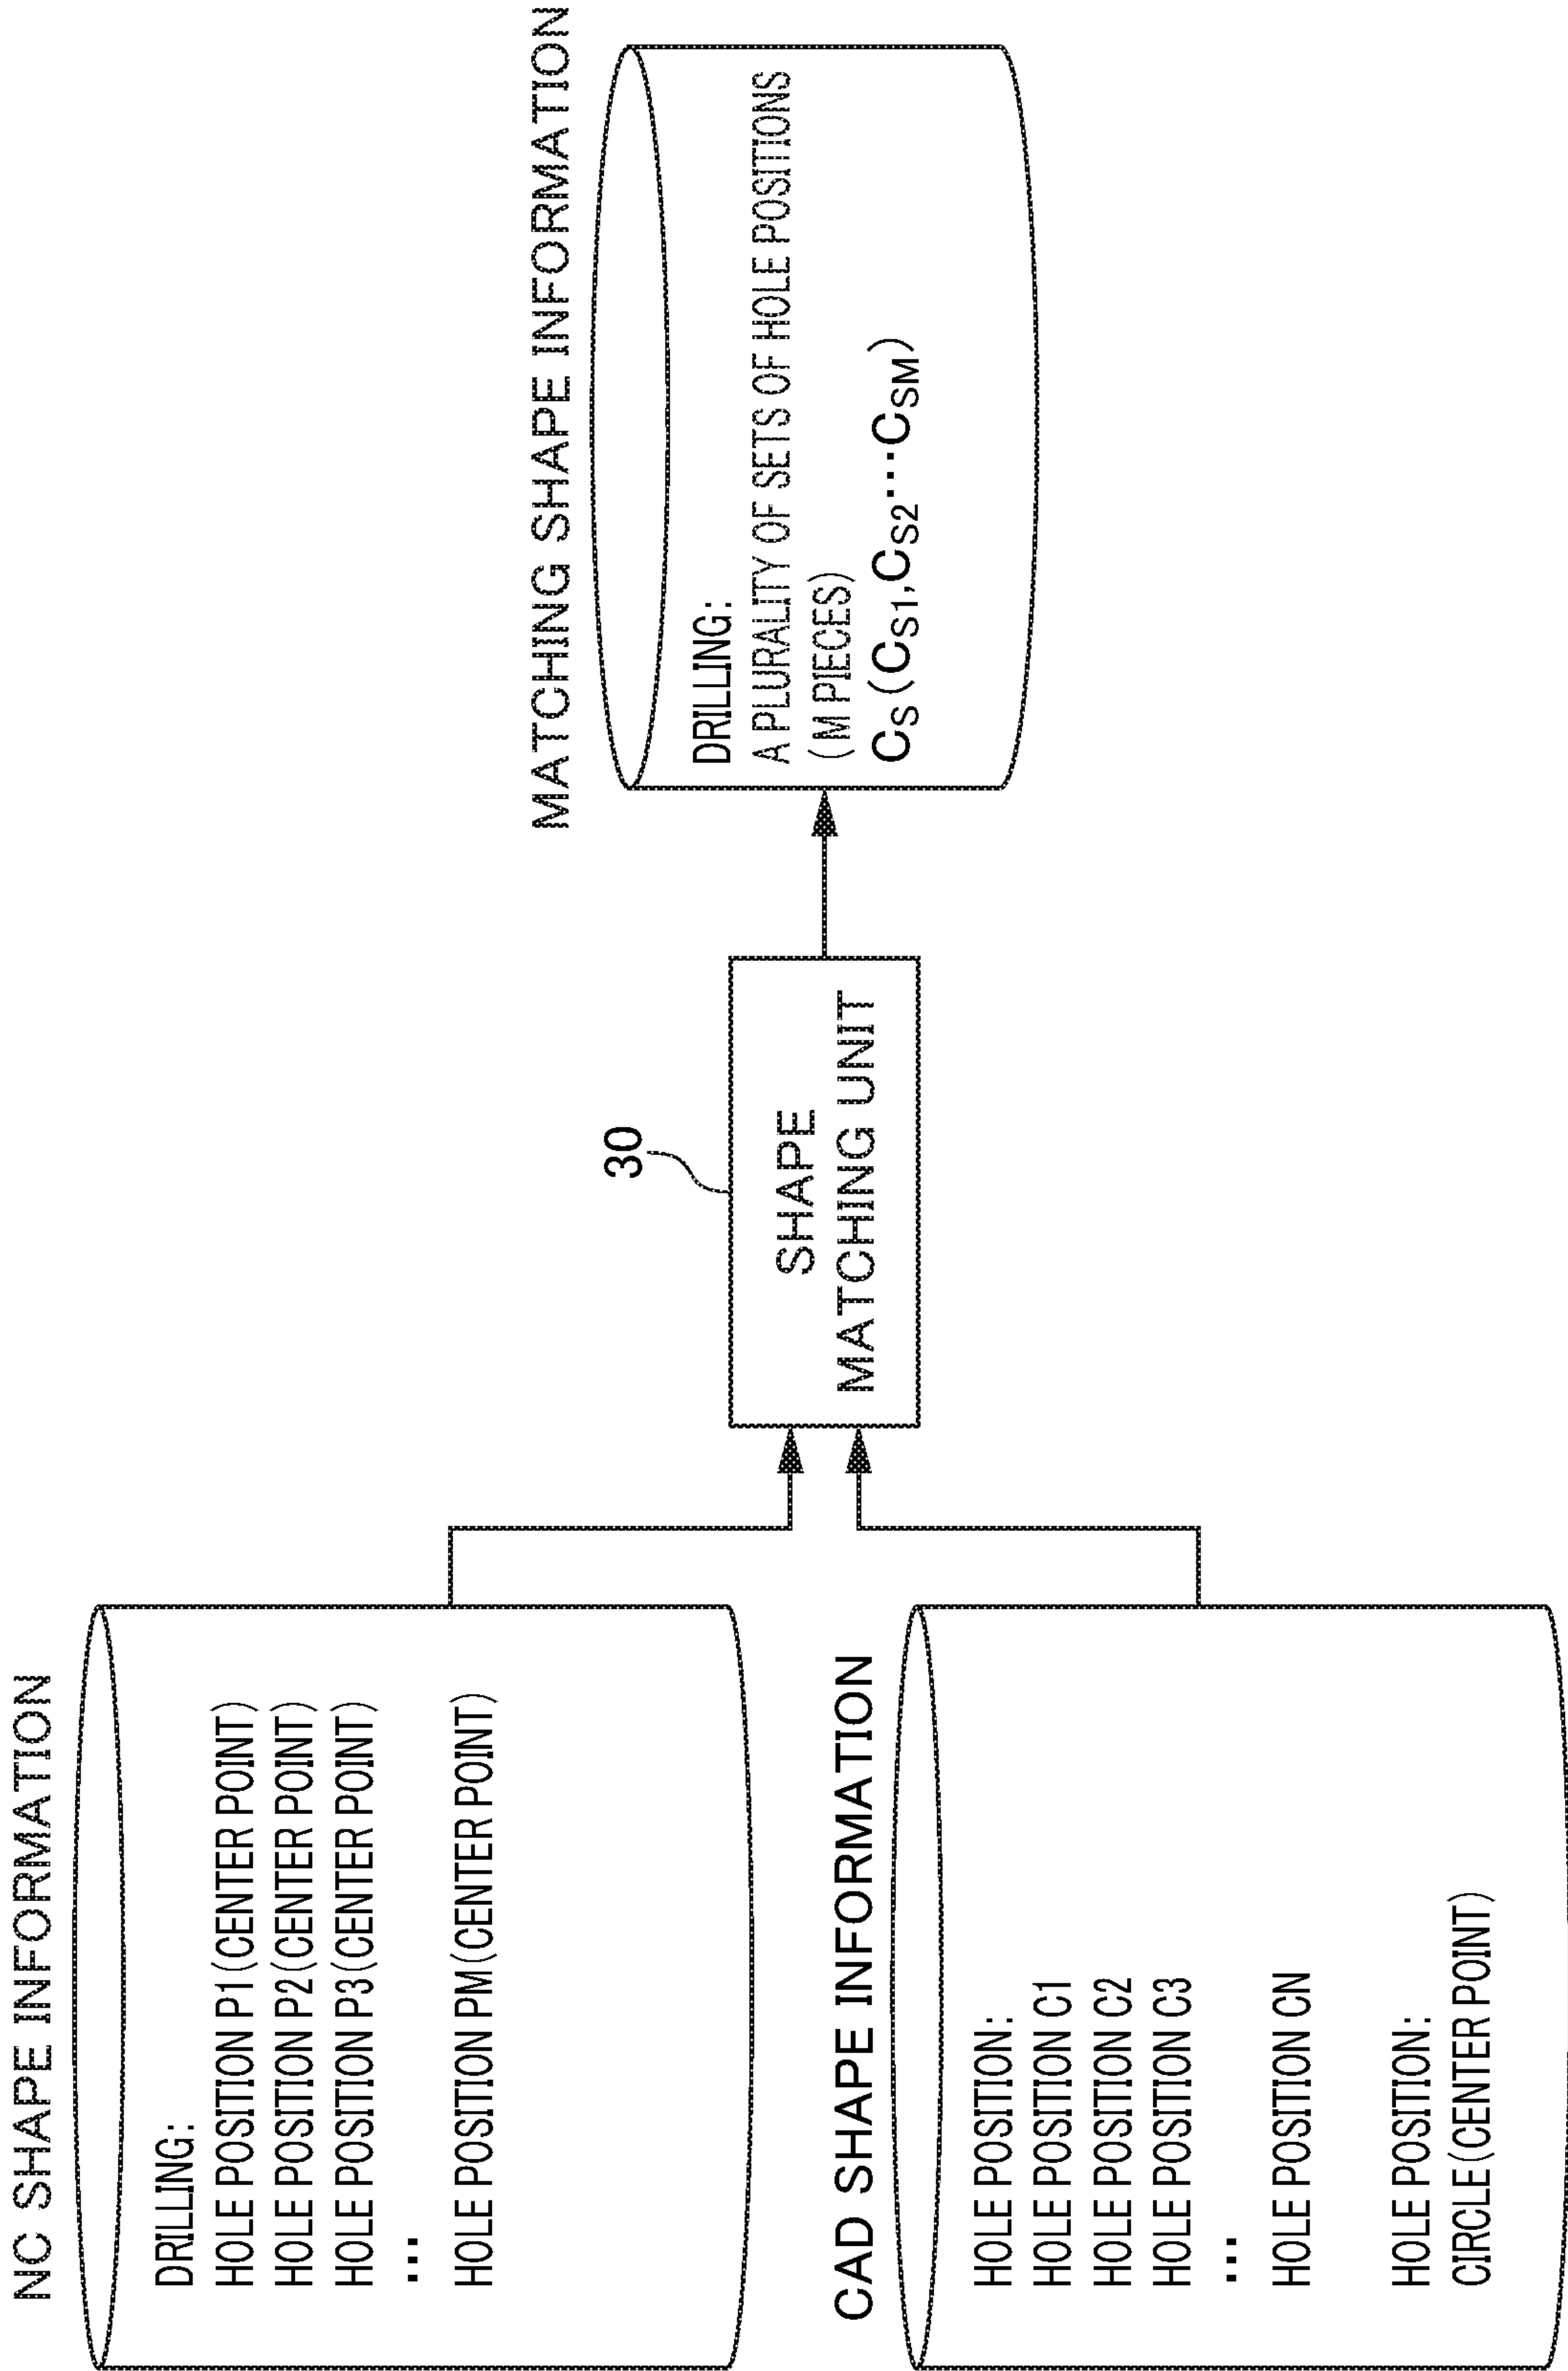 NC SHAPE INFORMATION
DRILLING:
HOLE POSITION P1(CENTER POINT)
HOLE POSITION P2(CENTER POINT)
HOLE POSITION P3(CENTER POINT)
...
HOLE POSITION PM(CENTER POINT)
CAD SHAPE INFORMATION
HOLE POSITION:
HOLE POSITION C1
HOLE POSITION C2
HOLE POSITION C3
...
HOLE POSITION CN
HOLE POSITION:
CIRCLE(CENTER POINT)
30
SHAPE
MATCHING UNIT
MATCHING SHAPE INFORMATION
DRILLING:
A PLURALITY OF SETS OF HOLE POSITIONS
(M PIECES)
CS(CS1,CS2...CSM)